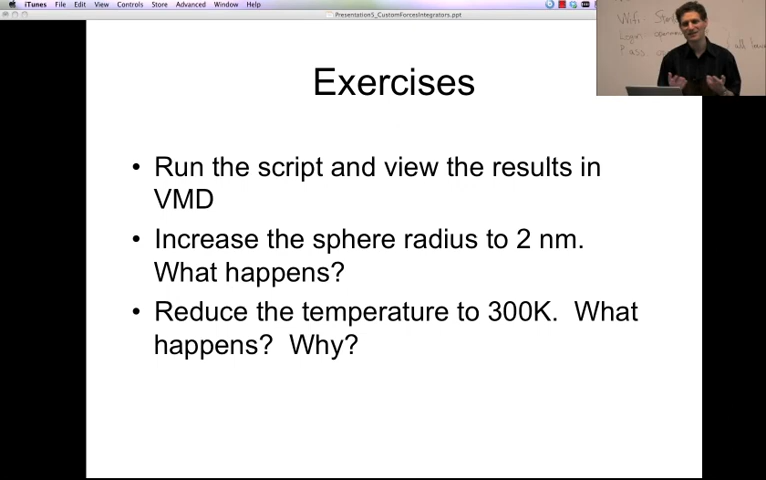 iTunes File Edit View Controls Store Advanced Window Help
Presentation5_CustomForcesIntegrators.ppt
Exercises
• Run the script and view the results in
VMD
• Increase the sphere radius to 2 nm.
What happens?
• Reduce the temperature to 300K. What
happens? Why?